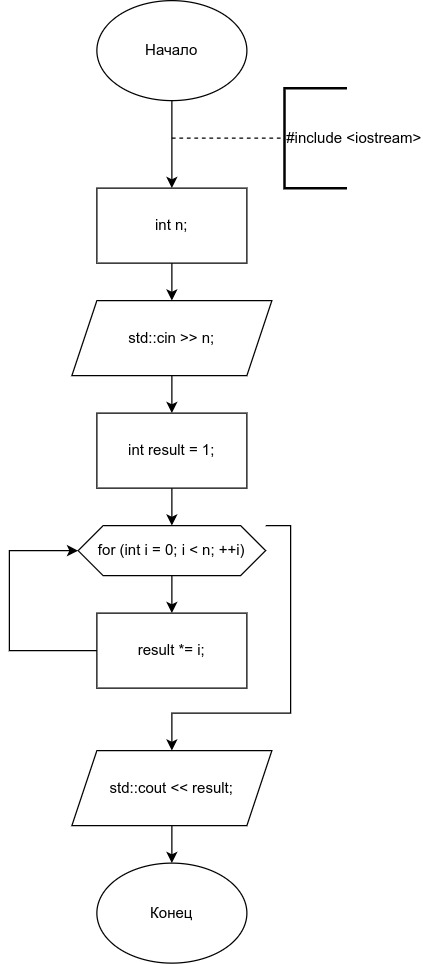 Начало
#include <iostream>
int n;
std::cin >> n;
int result = 1;
for (int i = 0; i < n; ++i)
result *= i;
std::cout << result;
Конец